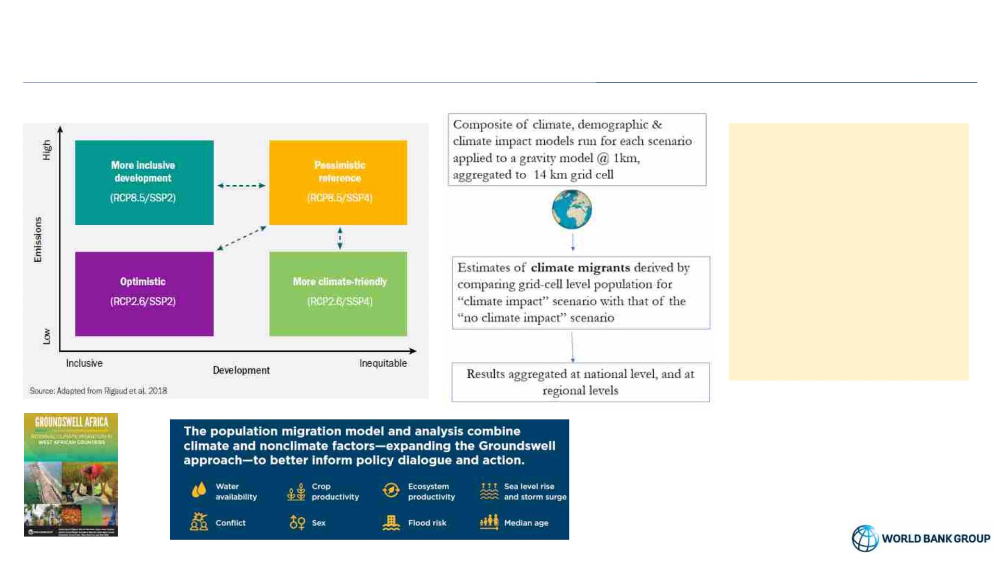 High
Emissions
Low
More inclusive
development
(RCP8.5/SSP2)
Pessimistic
reference
(RCP8.5/SSP4)
Optimistic
(RCP2.6/SSP2)
More climate-friendly
(RCP2.6/SSP4)
Inclusive
Development
Inequitable
Source: Adapted from Rigaud et al. 2018
Composite of climate, demographic &
climate impact models run for each scenario
applied to a gravity model @ 1km,
aggregated to 14 km grid cell
Estimates of climate migrants derived by
comparing grid-cell level population for
“climate impact” scenario with that of the
“no climate impact” scenario
Results aggregated at national level, and at
regional levels
GROUNDSWELL AFRICA
INTERNAL CLIMATE MIGRATION IN
WEST AFRICAN COUNTRIES
The population migration model and analysis combine
climate and nonclimate factors—expanding the Groundswell
approach—to better inform policy dialogue and action.
Water
availability
Crop
productivity
Ecosystem
productivity
Sea level rise
and storm surge
Conflict
Sex
Flood risk
Median age
WORLD BANK GROUP